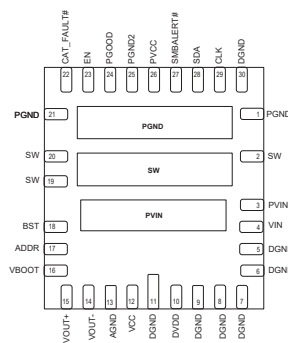 CAT_FAULT#
EN
PGOOD
PGND2
PVCC
SMBALERT#
SDA
CLK
DGND
22
23
24
25
26
27
28
29
30
PGND
21
1
PGND
PGND
SW
20
2
SW
SW
19
SW
3
PVIN
PVIN
BST
18
4
VIN
ADDR
17
5
DGN
VBOOT
16
6
DGN
15
14
13
12
11
10
9
8
7
VOUT+
VOUT-
AGND
VCC
DGND
DVDD
DGND
DGND
DGND